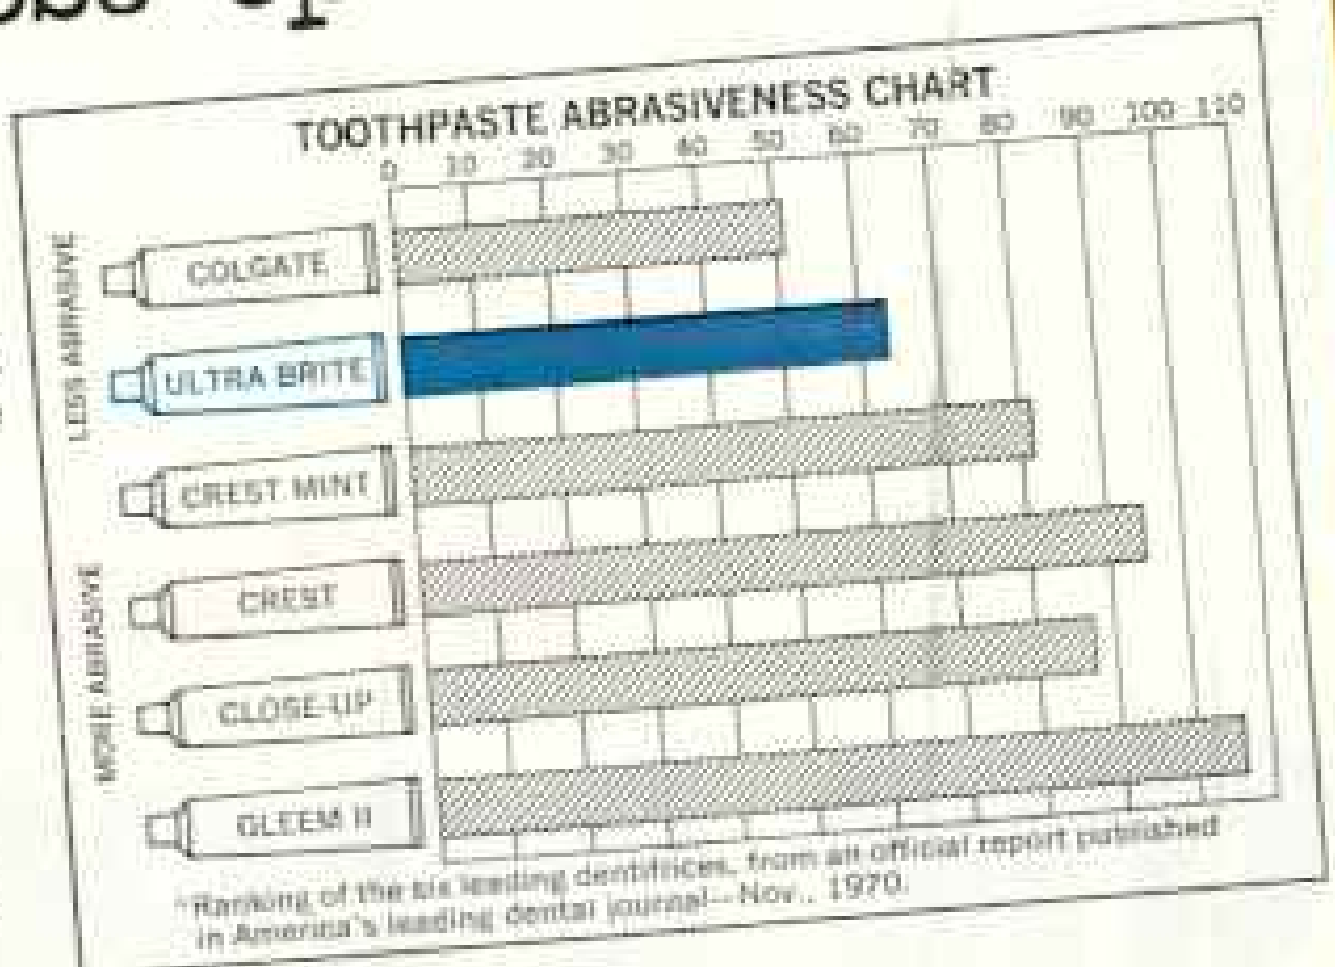 TOOTHPASTE ABRASIVENESS CHART
0 10 20 30 40 50 60 70 80 90 100 110
LESS ABRASIVE
COLGATE
ULTRA BRITE
CREST MINT
MORE ABRASIVE
CREST
CLOSE-UP
GLEEM II
*Ranking of the six leading dentifrices, from an official report published
in America's leading dental journal—Nov., 1970.